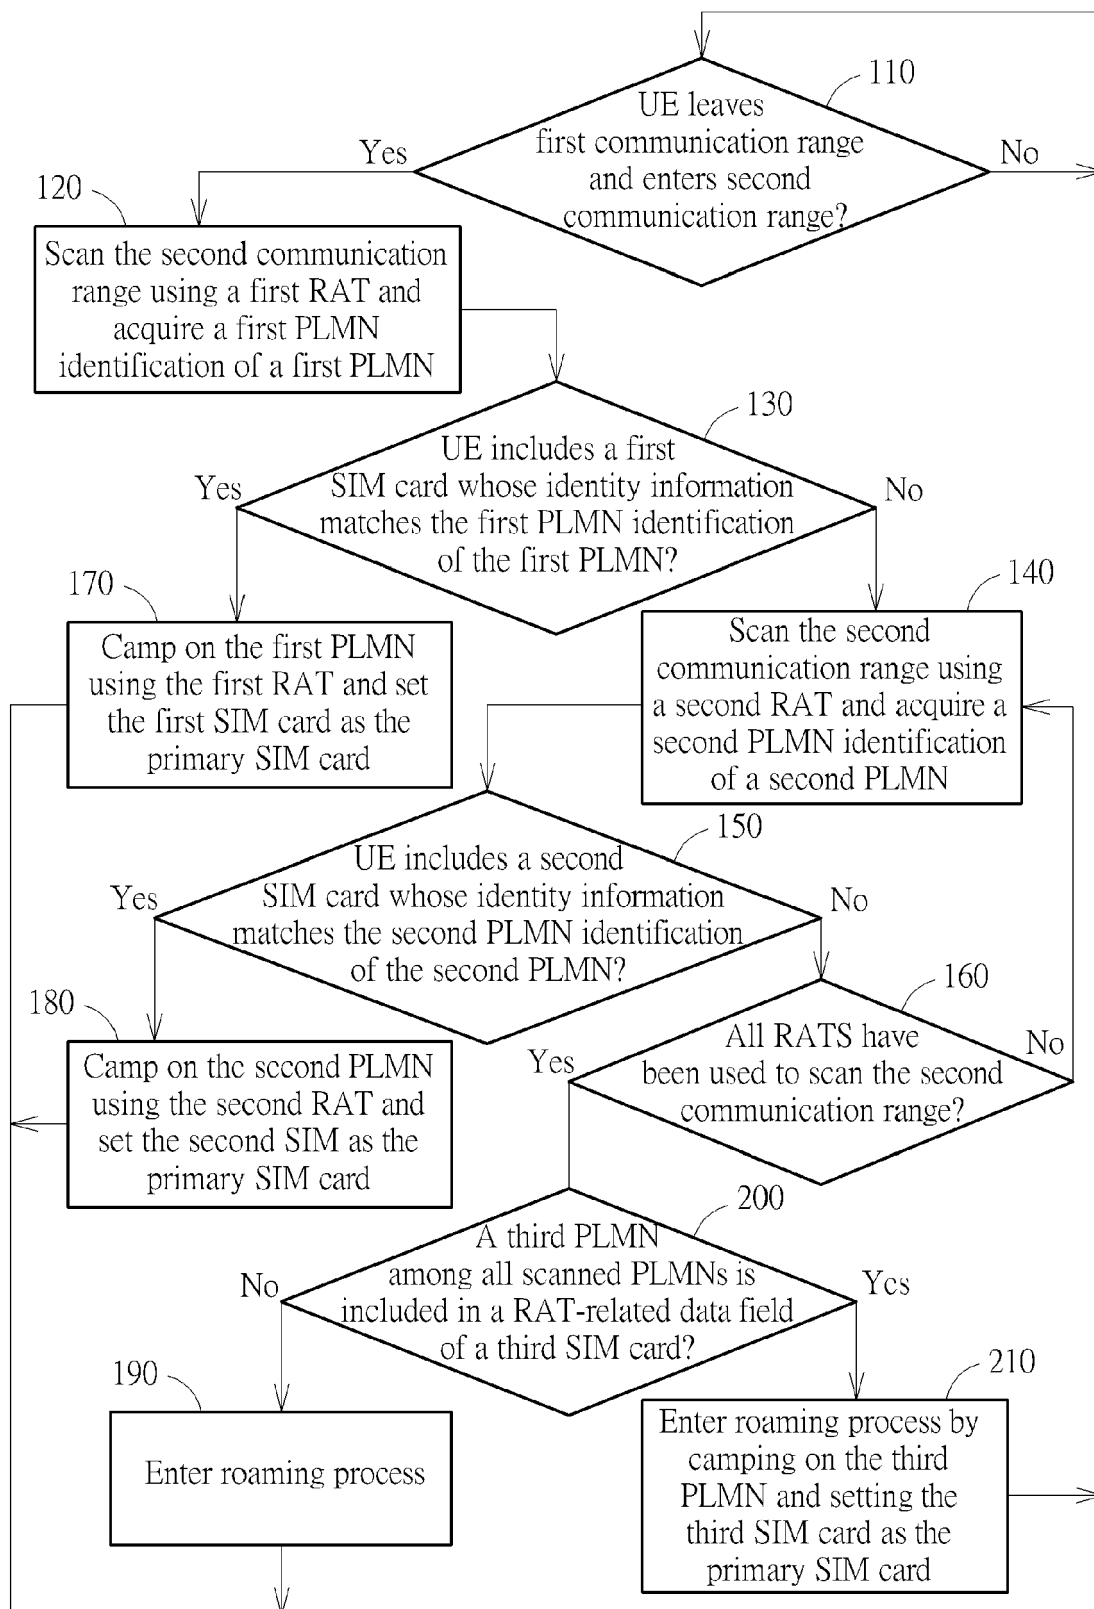 110
UE leaves
first communication range
and enters second
communication range?
Yes
No
120
Scan the second communication
range using a first RAT and
acquire a first PLMN
identification of a first PLMN
130
UE includes a first
SIM card whose identity information
matches the first PLMN identification
of the first PLMN?
Yes
No
170
Camp on the first PLMN
using the first RAT and set
the first SIM card as the
primary SIM card
140
Scan the second
communication range using
a second RAT and acquire a
second PLMN identification
of a second PLMN
150
UE includes a second
SIM card whose identity information
matches the second PLMN identification
of the second PLMN?
Yes
No
160
All RATS have
been used to scan the second
communication range?
Yes
No
180
Camp on the second PLMN
using the second RAT and
set the second SIM as the
primary SIM card
200
A third PLMN
among all scanned PLMNs is
included in a RAT-related data field
of a third SIM card?
No
Yes
190
Enter roaming process
210
Enter roaming process by
camping on the third
PLMN and setting the
third SIM card as the
primary SIM card